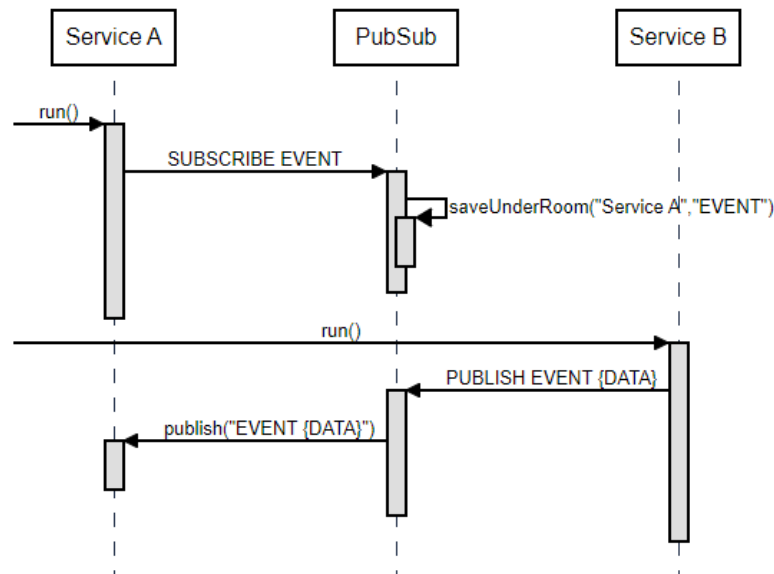 Service A
PubSub
Service B
run()
SUBSCRIBE EVENT
saveUnderRoom("Service A","EVENT")
run()
PUBLISH EVENT {DATA}
publish("EVENT {DATA}")